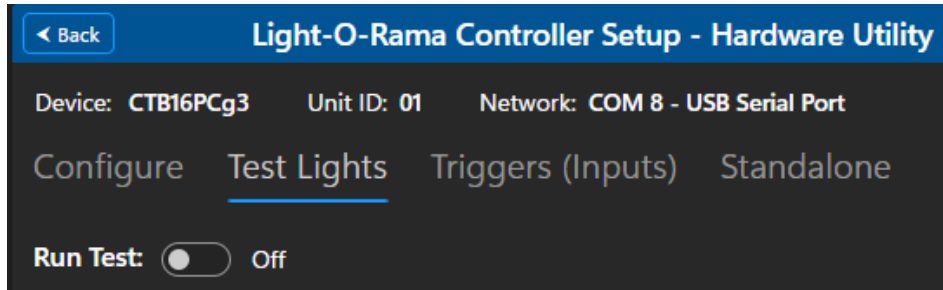 Back Light-O-Rama Controller Setup - Hardware Utility
Device: CTB16PCg3 Unit ID: 01 Network: COM 8 - USB Serial Port
Configure Test Lights Triggers (Inputs) Standalone
Run Test: Off